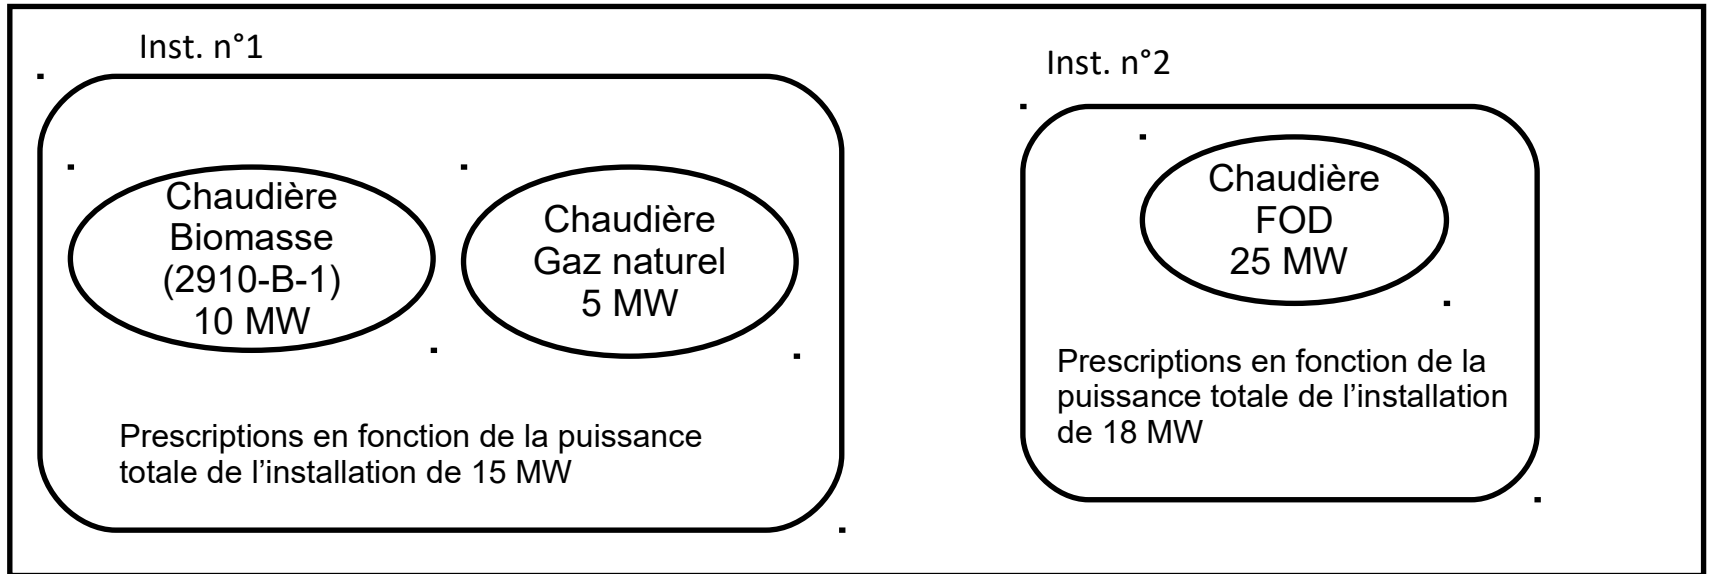 Inst. n°1
Chaudière
Biomasse
(2910-B-1)
10 MW
Chaudière
Gaz naturel
5 MW
Prescriptions en fonction de la puissance
totale de l’installation de 15 MW
Inst. n°2
Chaudière
FOD
25 MW
Prescriptions en fonction de la
puissance totale de l’installation
de 18 MW